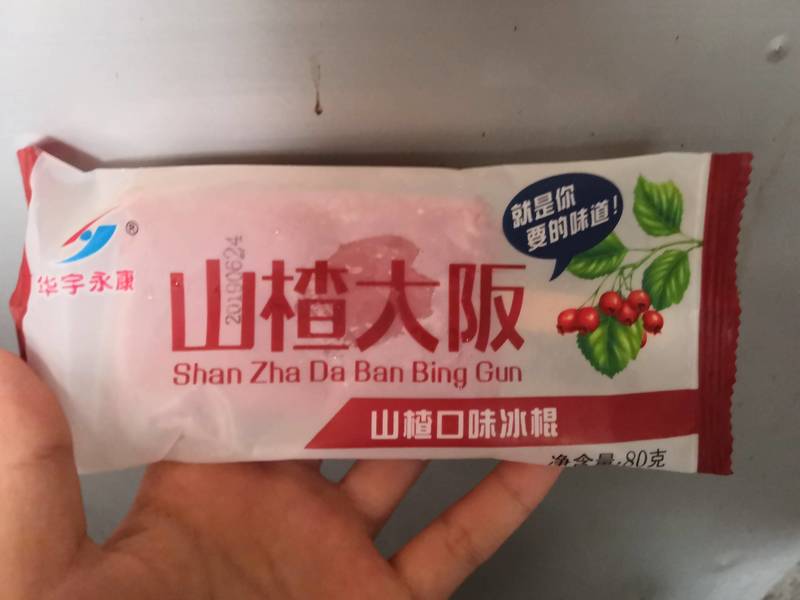 就是你
要的味道!
®
华宇永康
20190624
山楂大阪
Shan Zha Da Ban Bing Gun
山楂口味冰棍
净含量:80克